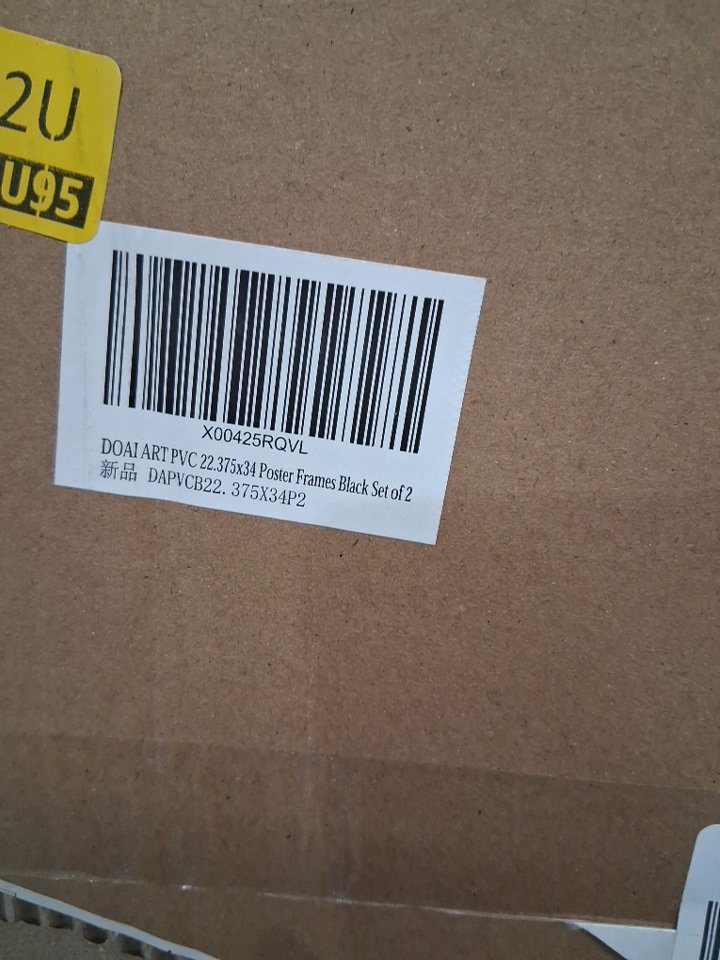 2U
U95
X00425RQVL
DOAI ART PVC 22.375x34 Poster Frames Black Set of 2
新品 DAPVCB22. 375X34P2